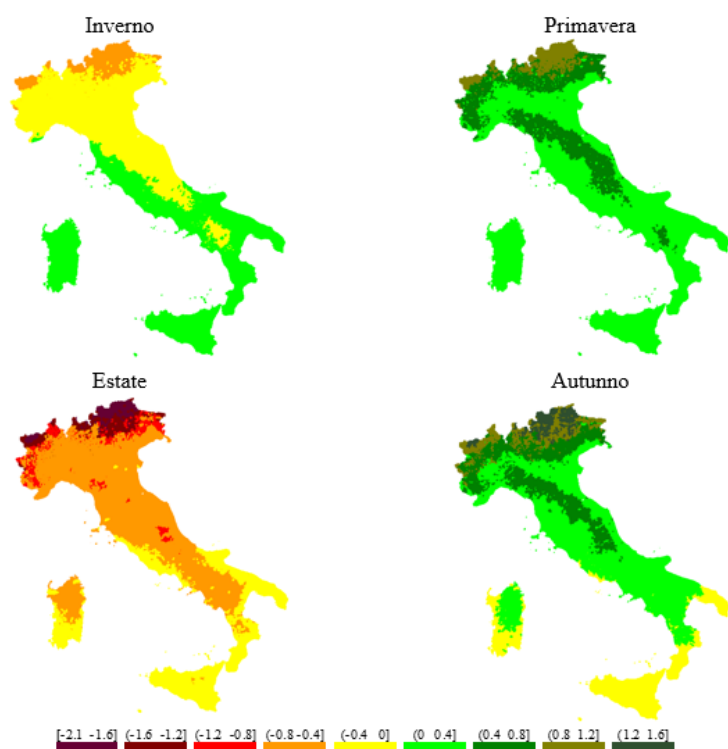 Inverno Primavera
Estate Autunno
[-2.1 -1.6] (-1.6 -1.2] (-1.2 -0.8] (-0.8 -0.4] (-0.4 0] (0 0.4] (0.4 0.8] (0.8 1.2] (1.2 1.6]